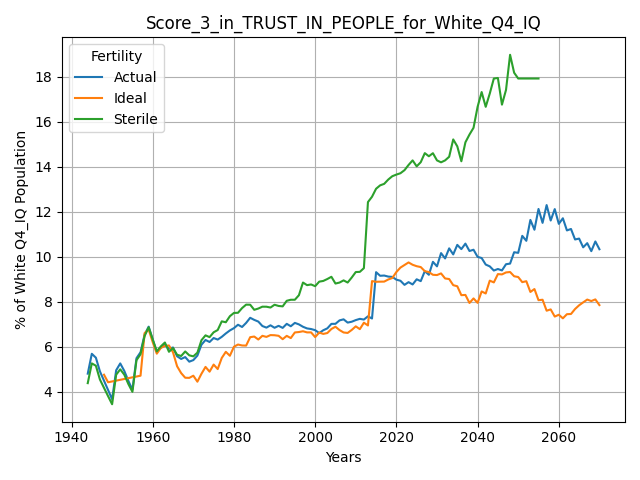 Score_3_in_TRUST_IN_PEOPLE_for_White_Q4_IQ
Fertility
Actual
Ideal
Sterile
% of White Q4_IQ Population
18
16
14
12
10
8
6
4
1940 1960 1980 2000 2020 2040 2060
Years